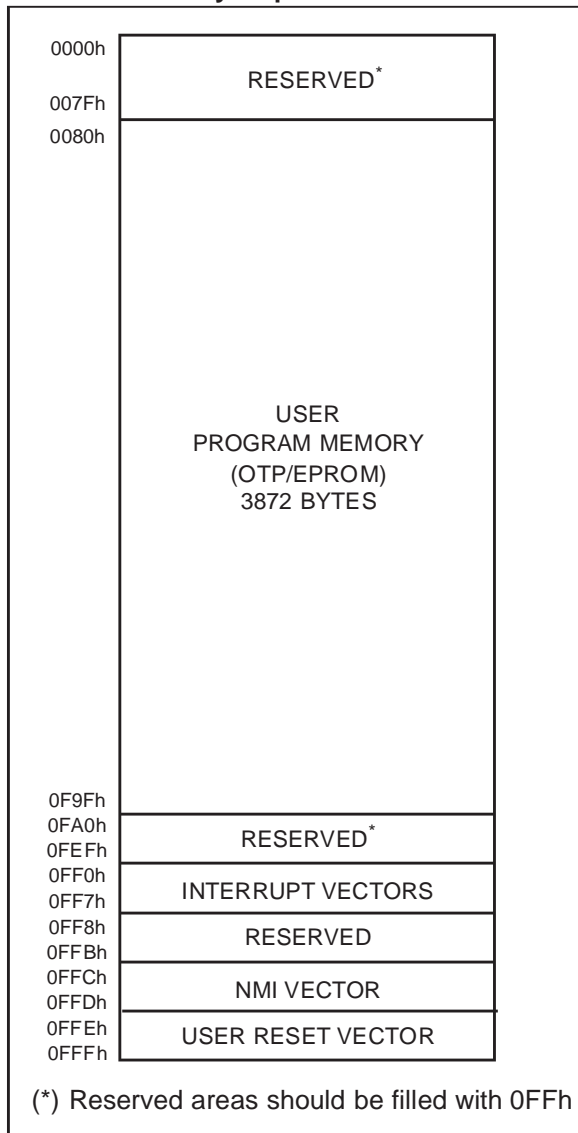 0000h
RESERVED*
007Fh
0080h
USER
PROGRAM MEMORY
(OTP/EPROM)
3872 BYTES
0F9Fh
0FA0h
RESERVED*
0FEFh
0FF0h
INTERRUPT VECTORS
0FF7h
0FF8h
RESERVED
0FFBh
0FFCh
NMI VECTOR
0FFDh
0FFEh
USER RESET VECTOR
0FFFh
(*) Reserved areas should be filled with 0FFh